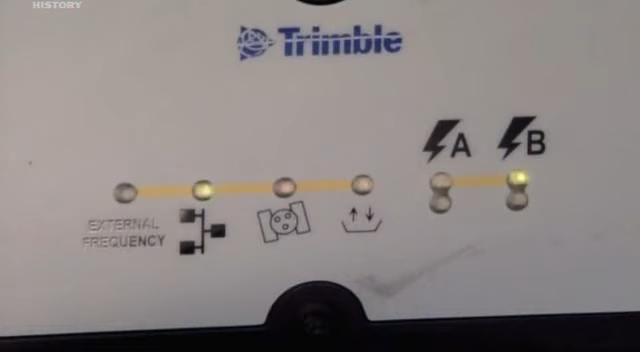 HISTORY
Trimble
A
B
EXTERNAL
FREQUENCY